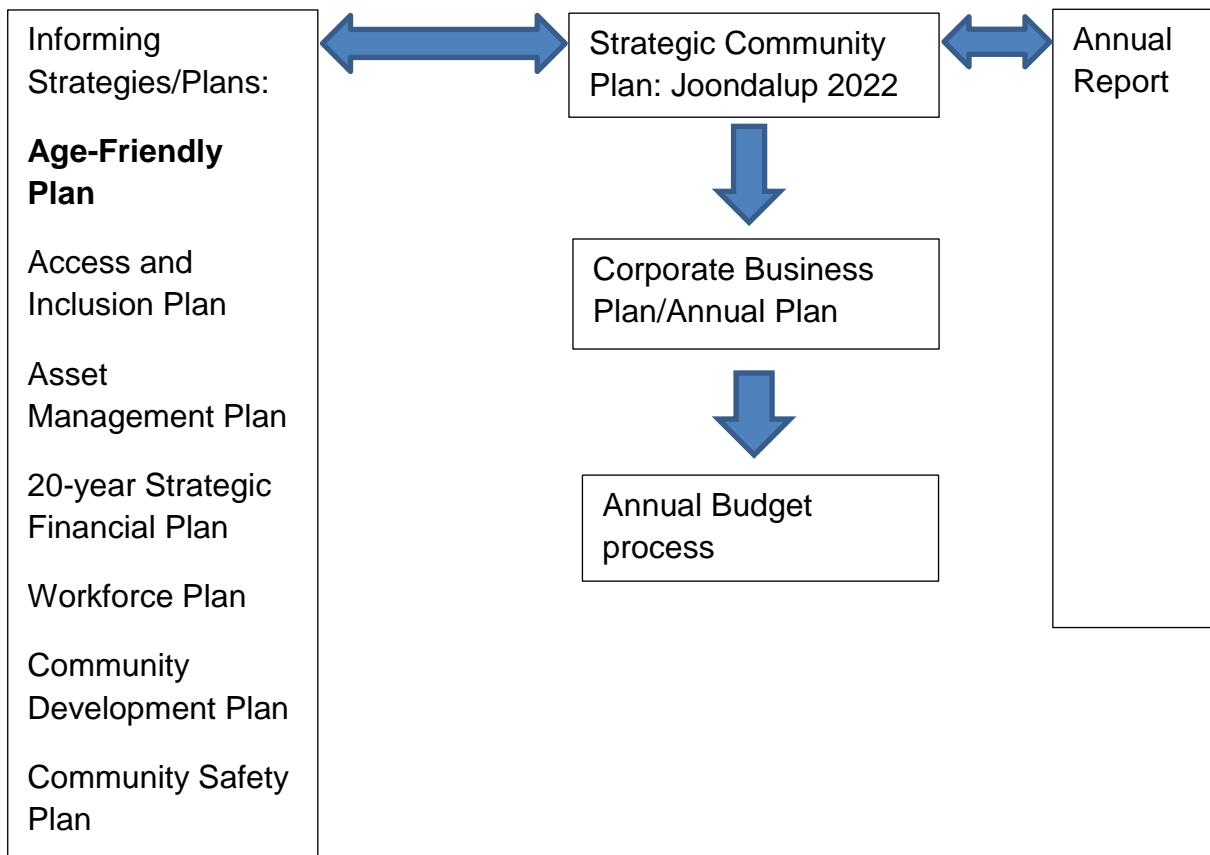 Informing
Strategies/Plans:
Age-Friendly
Plan
Access and
Inclusion Plan
Asset
Management Plan
20-year Strategic
Financial Plan
Workforce Plan
Community
Development Plan
Community Safety
Plan
Strategic Community
Plan: Joondalup 2022
Corporate Business
Plan/Annual Plan
Annual Budget
process
Annual
Report